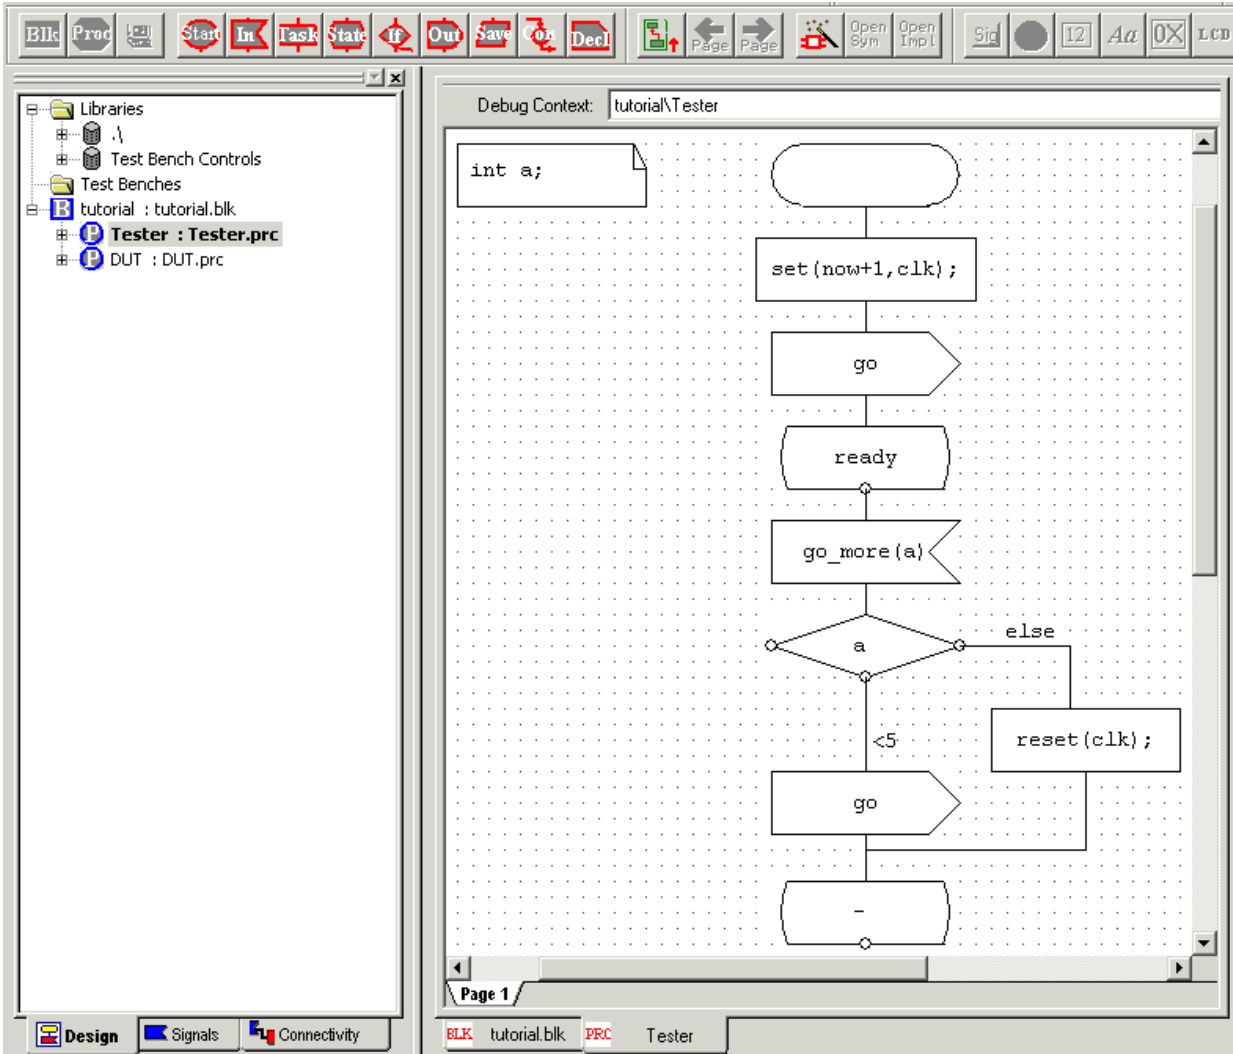 Blk Proc Start In Task State If Out Save Con Decl Page Page Open Sym Open Impl Sig 12 Aa 0X LCD
Libraries
.\
Test Bench Controls
Test Benches
tutorial : tutorial.blk
Tester : Tester.prc
DUT : DUT.prc
Design Signals Connectivity
Debug Context: tutorial\Tester
int a;
set(now+1,clk);
go
ready
go_more(a)
a
else
<5
reset(clk);
go
-
Page 1
BLK tutorial.blk PRC Tester